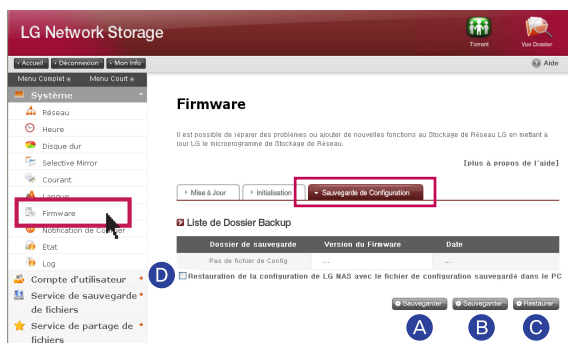 LG Network Storage
Torrent
Vue Dossier
Accueil
Déconnexion
Mon Info
Aide
Menu Complet
Menu Court
Système
Réseau
Heure
Disque dur
Selective Mirror
Courant
Langue
Firmware
Notification de
Etat
Log
Compte d'utilisateur
Service de sauvegarde
de fichiers
Service de partage de
fichiers
Firmware
Il est possible de réparer des problèmes ou ajouter de nouvelles fonctions au Stockage de Réseau LG en mettant à
jour LG le microprogramme de Stockage de Réseau.
[plus à propos de l'aide]
Mise à Jour
Initialisation
Sauvegarde de Configuration
Liste de Dossier Backup
Dossier de sauvegarde Version du Firmware Date
Pas de fichier de Config ... ...
D
Restauration de la configuration de LG NAS avec le fichier de configuration sauvegardé dans le PC
Sauvegarder
Sauvegarder
Restaurer
A
B
C